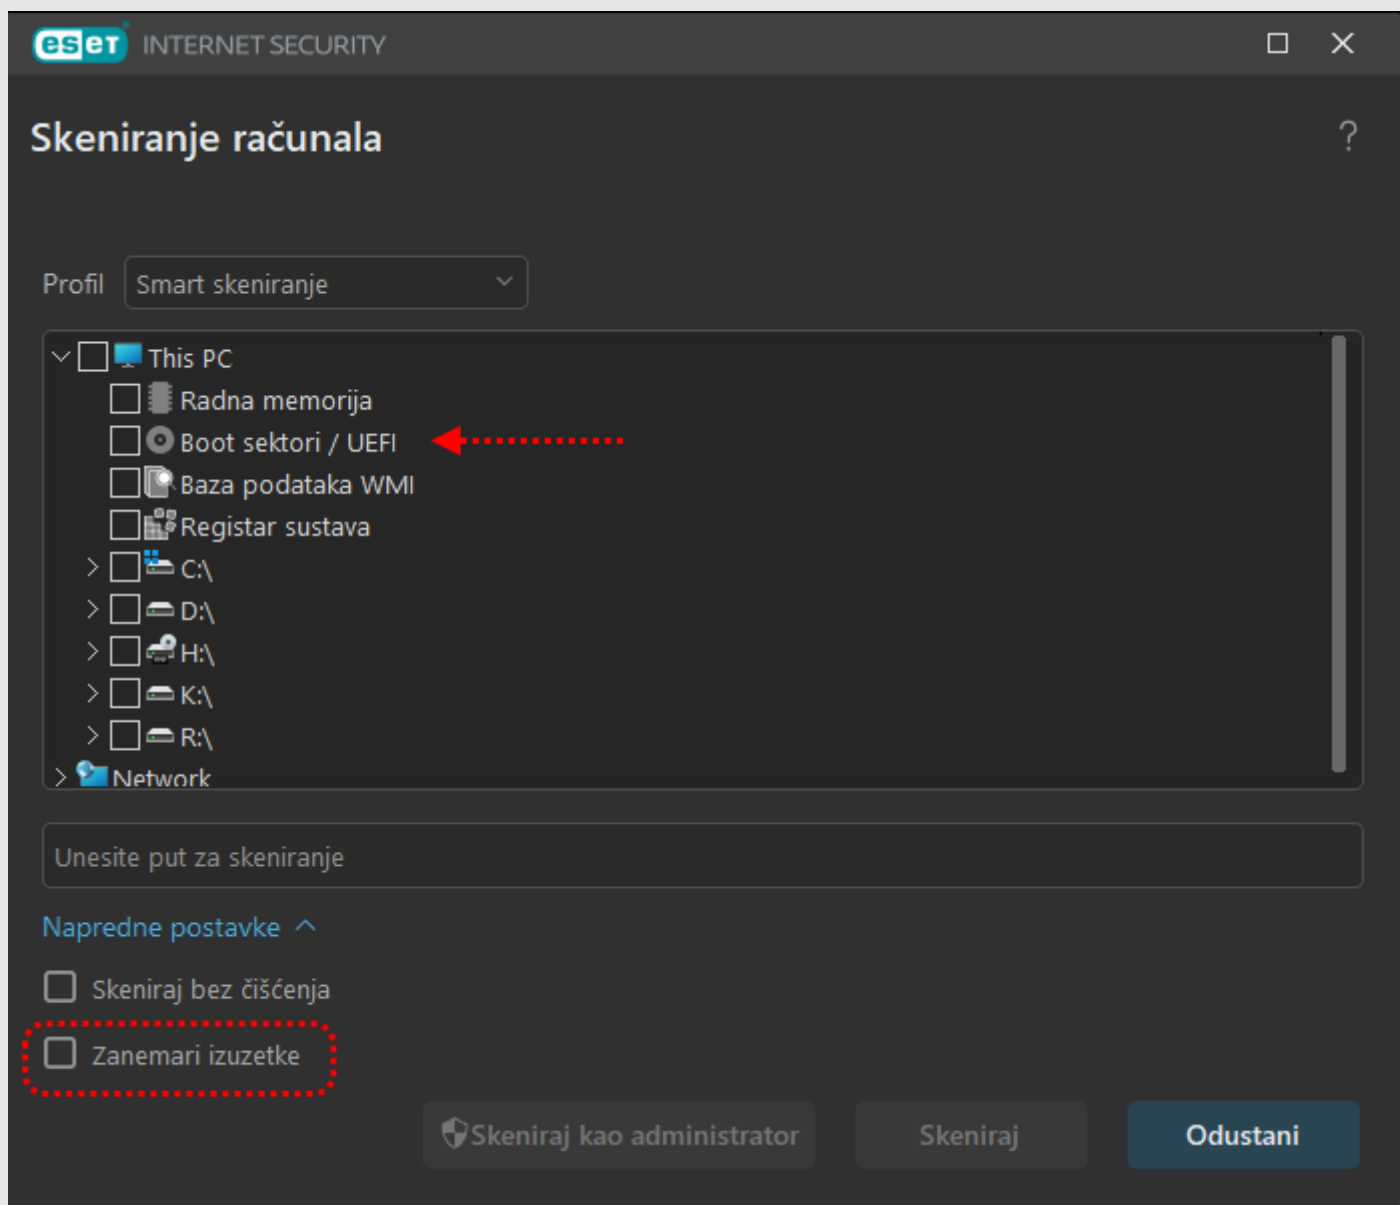 eset INTERNET SECURITY
Skeniranje računala
?
Profil Smart skeniranje
This PC
Radna memorija
Boot sektori / UEFI
Baza podataka WMI
Registar sustava
C:\
D:\
H:\
K:\
R:\
Network
Unesite put za skeniranje
Napredne postavke
Skeniraj bez čišćenja
Zanemari izuzetke
Skeniraj kao administrator Skeniraj Odustani